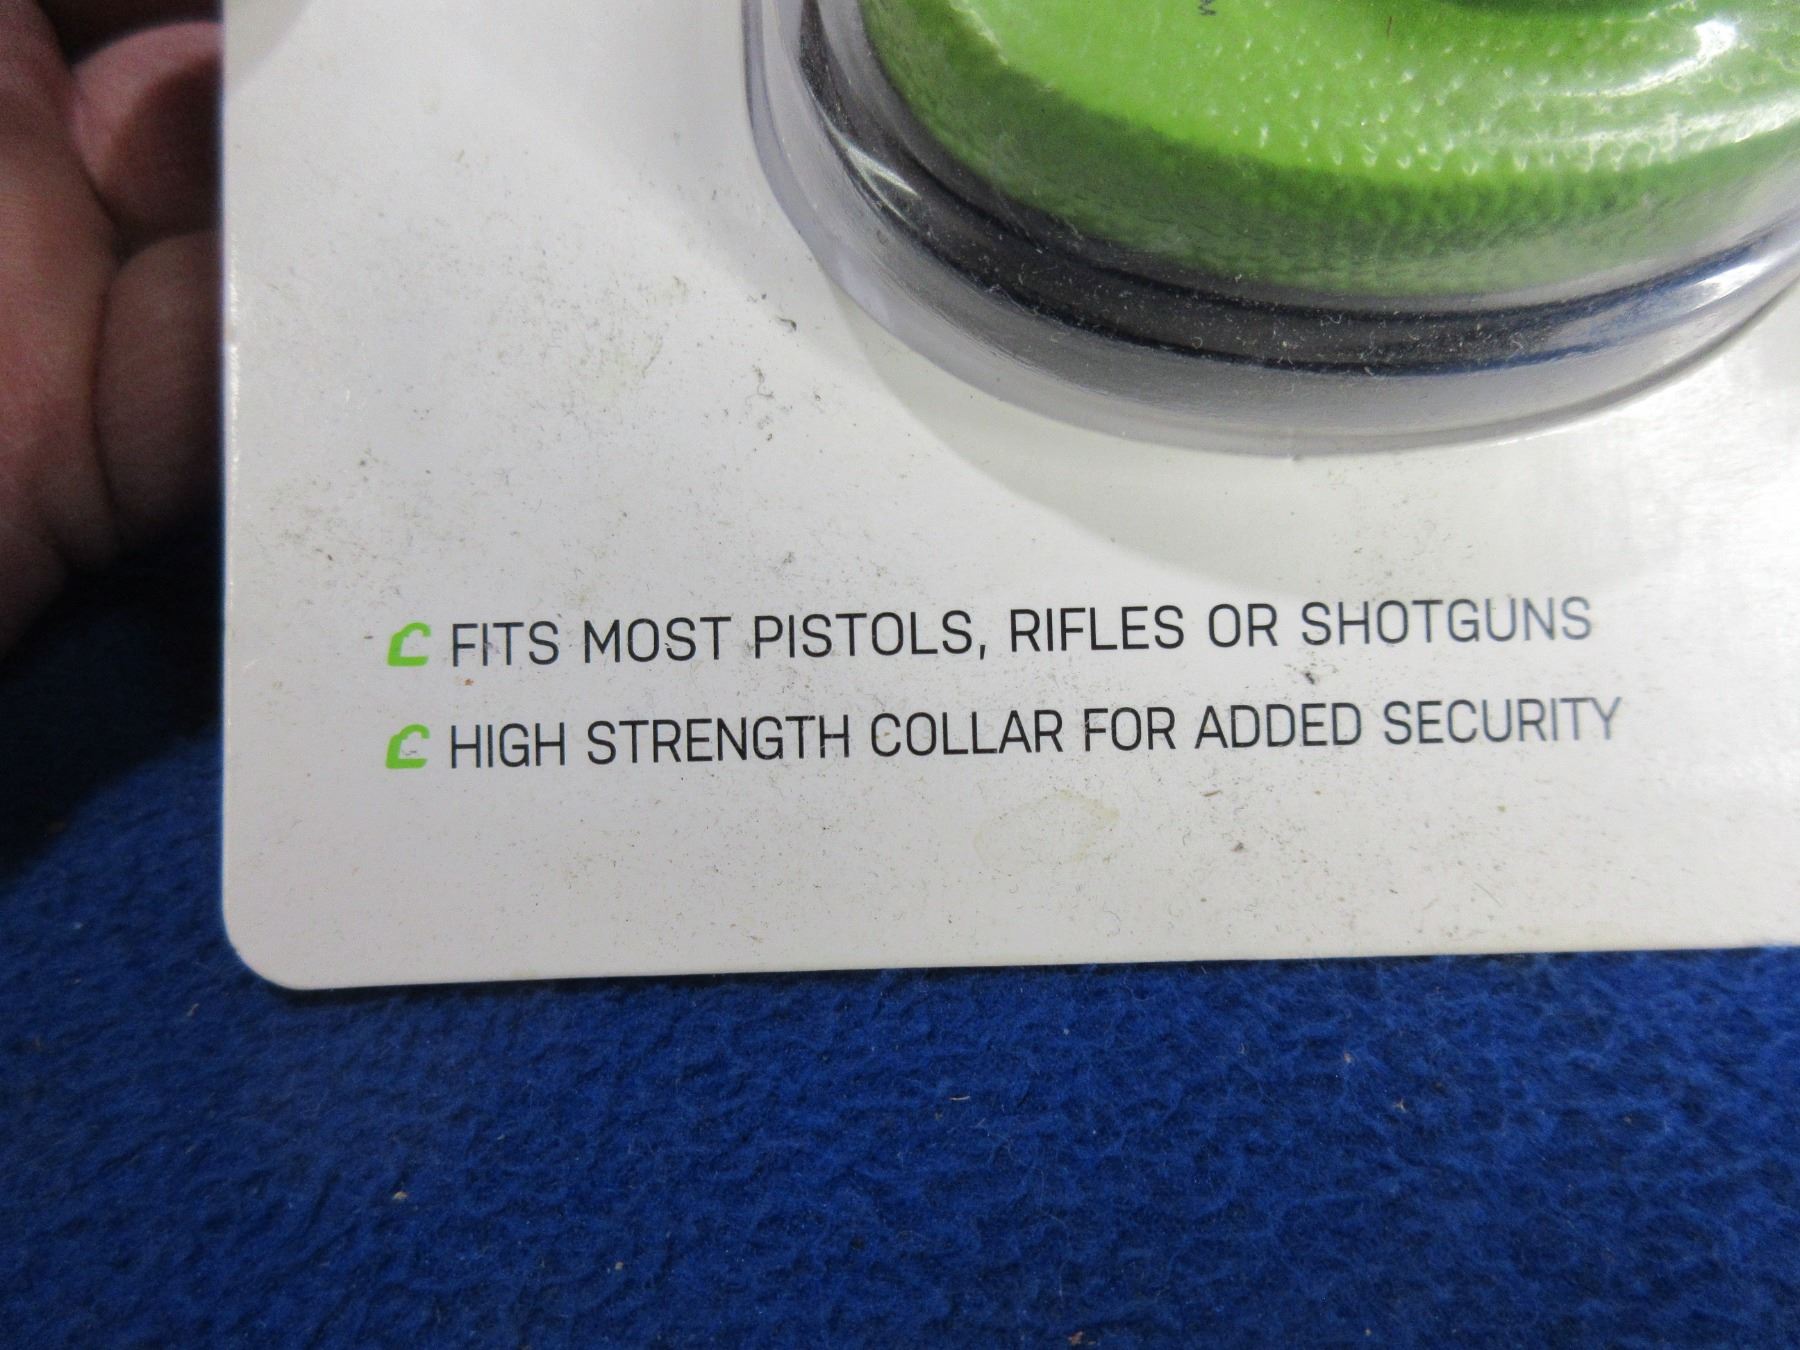 FITS MOST PISTOLS, RIFLES OR SHOTGUNS
HIGH STRENGTH COLLAR FOR ADDED SECURITY